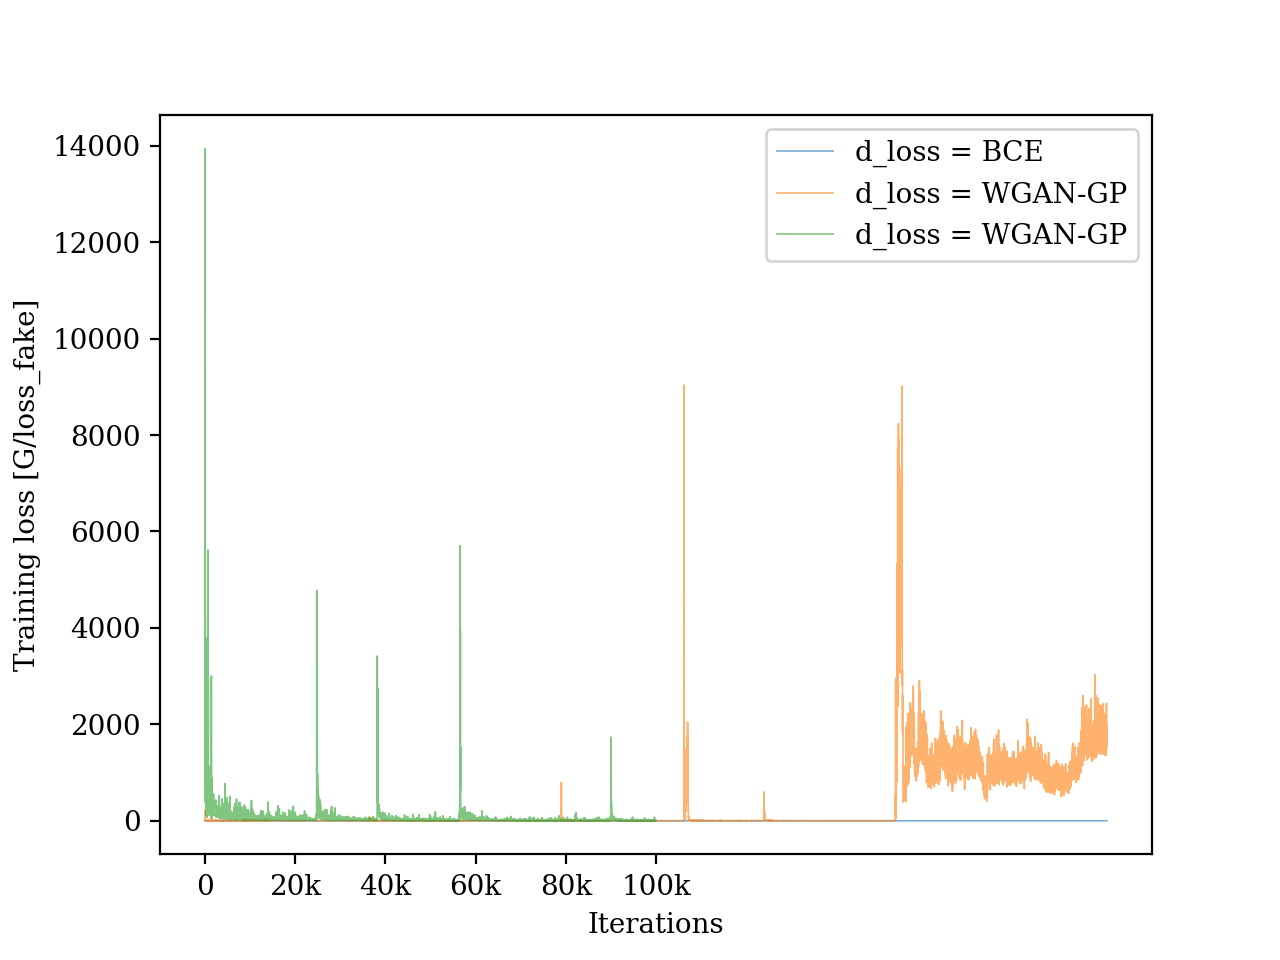 14000
12000
10000
8000
6000
4000
2000
0
Training loss [G/loss_fake]
d_loss = BCE
d_loss = WGAN-GP
d_loss = WGAN-GP
0 20k 40k 60k 80k 100k
Iterations